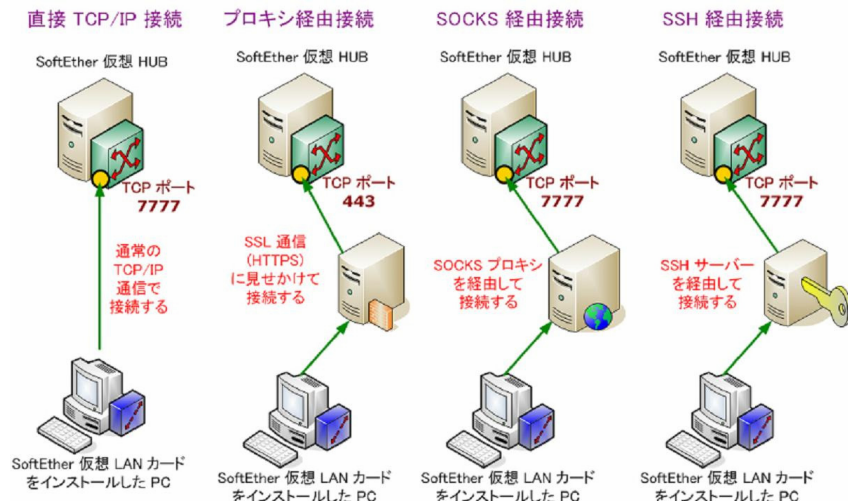 直接 TCP/IP 接続
SoftEther 仮想 HUB
TCP ポート
7777
通常の
TCP/IP
通信で
接続する
SoftEther 仮想 LAN カード
をインストールした PC
プロキシ経由接続
SoftEther 仮想 HUB
TCP ポート
443
SSL 通信
(HTTPS)
に見せかけて
接続する
SoftEther 仮想 LAN カード
をインストールした PC
SOCKS 経由接続
SoftEther 仮想 HUB
TCP ポート
7777
SOCKS プロキシ
を経由して
接続する
SoftEther 仮想 LAN カード
をインストールした PC
SSH 経由接続
SoftEther 仮想 HUB
TCP ポート
7777
SSH サーバー
を経由して
接続する
SoftEther 仮想 LAN カード
をインストールした PC